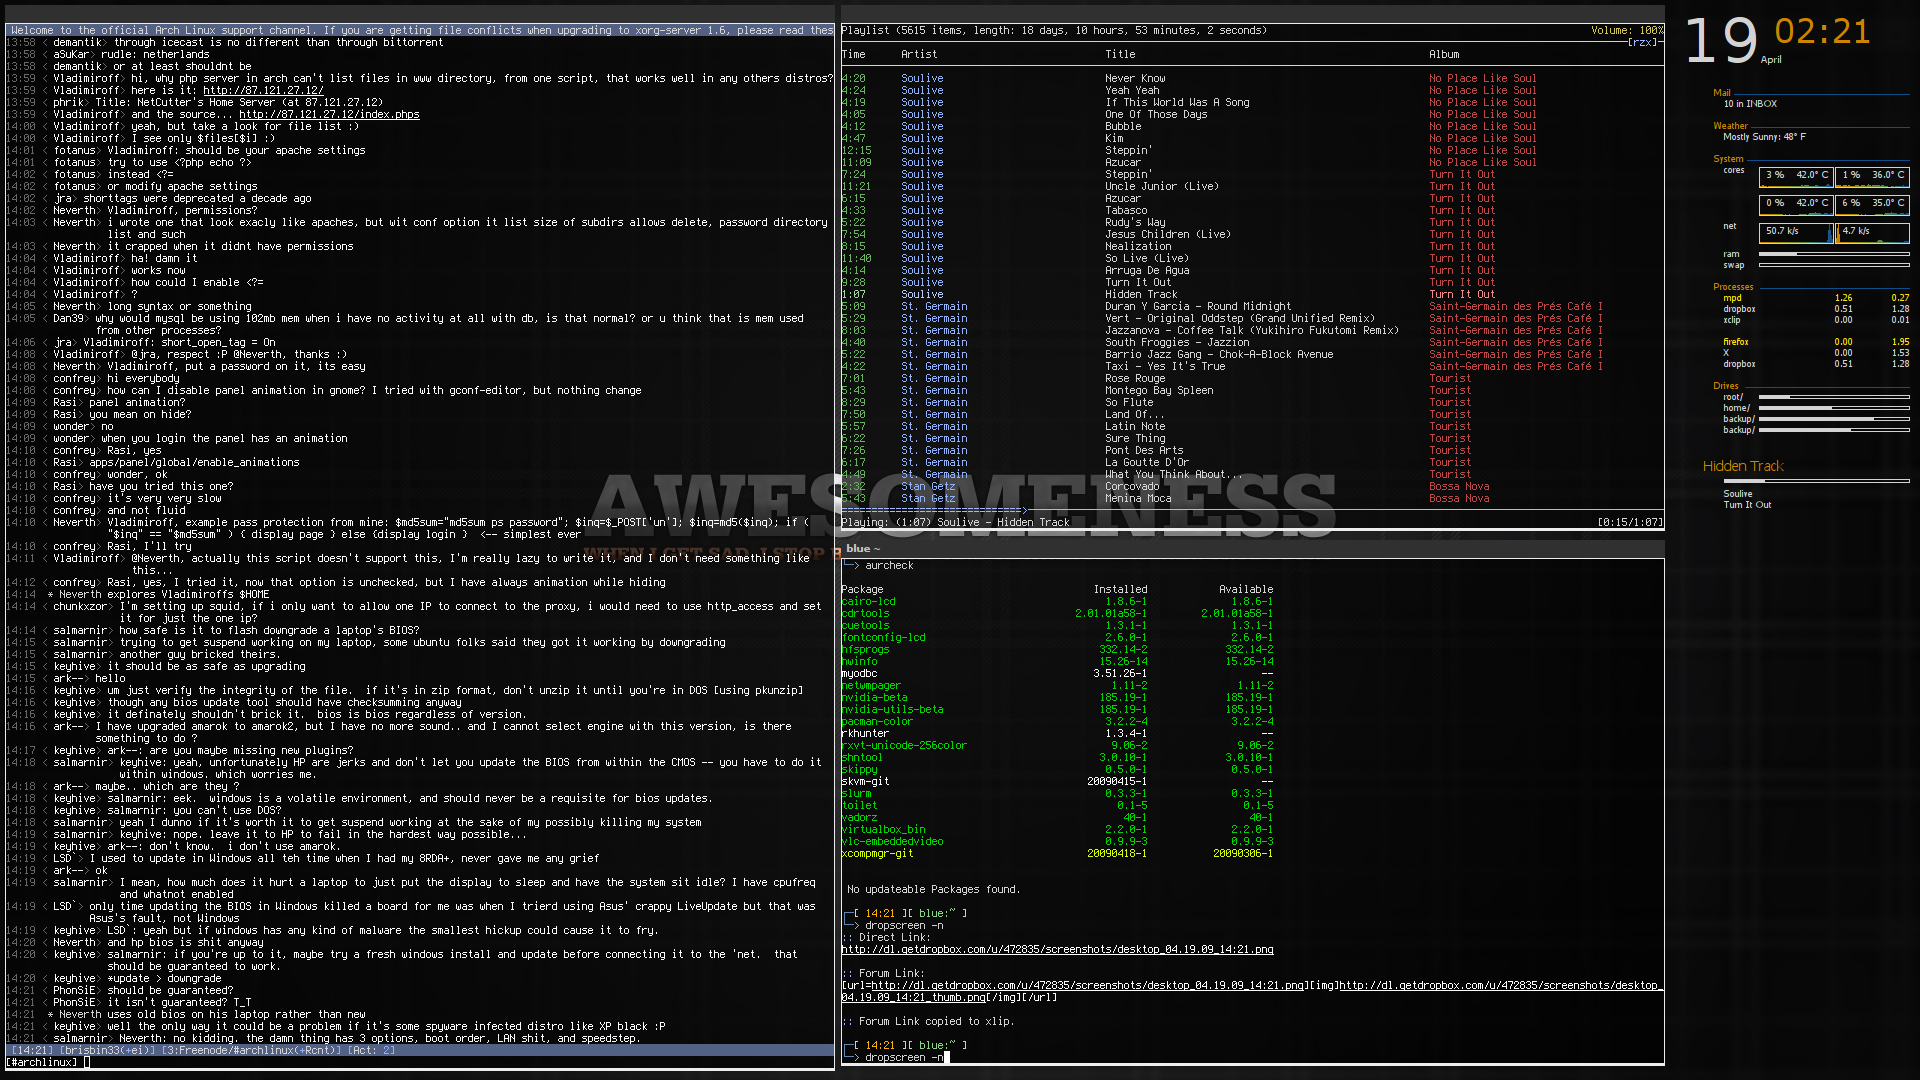 Welcome to the official Arch Linux support channel. If you are getting file conflicts when upgrading to xorg-server 1.6, please read thes
13:58 < demantik> through icecast is no different than through bittorrent
13:58 < aSuKar> rudle: netherlands
13:58 < demantik> or at least shouldnt be
13:59 < Vladimiroff> hi, why php server in arch can't list files in www directory, from one script, that works well in any others distros?
13:59 < Vladimiroff> here is it: http://87.121.27.12/
13:59 < phrik> Title: NetCutter's Home Server (at 87.121.27.12)
13:59 < Vladimiroff> and the source... http://87.121.27.12/index.phps
14:00 < Vladimiroff> yeah, but take a look for file list :)
14:00 < Vladimiroff> I see only $files[$i] :)
14:01 < fotanus> Vladimiroff: should be your apache settings
14:01 < fotanus> try to use <?php echo ?>
14:02 < fotanus> instead <?=
14:02 < fotanus> or modify apache settings
14:02 < jra> shorttags were deprecated a decade ago
14:02 < Neverth> Vladimiroff, permissions?
14:03 < Neverth> i wrote one that look exacly like apaches, but wit conf option it list size of subdirs allows delete, password directory
list and such
14:03 < Neverth> it crapped when it didnt have permissions
14:04 < Vladimiroff> ha! damn it
14:04 < Vladimiroff> works now
14:04 < Vladimiroff> how could I enable <?=
14:04 < Vladimiroff> ?
14:05 < Neverth> long syntax or something
14:05 < Dan39> why would mysql be using 102mb mem when i have no activity at all with db, is that normal? or u think that is mem used
from other processes?
14:06 < jra> Vladimiroff: short_open_tag = On
14:08 < Vladimiroff> @jra, respect :P @Neverth, thanks :)
14:08 < Neverth> Vladimiroff, put a password on it, its easy
14:08 < confrey> hi everybody
14:08 < confrey> how can I disable panel animation in gnome? I tried with gconf-editor, but nothing change
14:09 < Rasi> panel animation?
14:09 < Rasi> you mean on hide?
14:09 < wonder> no
14:09 < wonder> when you login the panel has an animation
14:10 < confrey> Rasi, yes
14:10 < Rasi> apps/panel/global/enable_animations
14:10 < confrey> wonder, ok
14:10 < Rasi> have you tried this one?
14:10 < confrey> it's very very slow
14:10 < confrey> and not fluid
14:10 < Neverth> Vladimiroff, example pass protection from mine: $md5sum="md5sum ps password"; $inq=$_POST['un']; $inq=md5($inq); if (
"$inq" == "$md5sum" ) { display page } else {display login }  <-- simplest ever
14:10 < confrey> Rasi, I'll try
14:11 < Vladimiroff> @Neverth, actually this script doesn't support this, I'm really lazy to write it, and I don't need something like
this...
14:12 < confrey> Rasi, yes, I tried it, now that option is unchecked, but I have always animation while hiding
14:14 * Neverth explores Vladimiroffs $HOME
14:14 < chunkxzor> I'm setting up squid, if i only want to allow one IP to connect to the proxy, i would need to use http_access and set
it for just the one ip?
14:14 < salmarnir> how safe is it to flash downgrade a laptop's BIOS?
14:15 < salmarnir> trying to get suspend working on my laptop, some ubuntu folks said they got it working by downgrading
14:15 < salmarnir> another guy bricked theirs.
14:15 < keyhive> it should be as safe as upgrading
14:15 < ark--> hello
14:16 < keyhive> um just verify the integrity of the file.  if it's in zip format, don't unzip it until you're in DOS [using pkunzip]
14:16 < keyhive> though any bios update tool should have checksumming anyway
14:16 < keyhive> it definately shouldn't brick it.  bios is bios regardless of version.
14:16 < ark--> I have upgraded amarok to amarok2, but I have no more sound.. and I cannot select engine with this version, is there
something to do ?
14:17 < keyhive> ark--: are you maybe missing new plugins?
14:18 < salmarnir> keyhive: yeah, unfortunately HP are jerks and don't let you update the BIOS from within the CMOS -- you have to do it
within windows. which worries me.
14:18 < ark--> maybe.. which are they ?
14:18 < keyhive> salmarnir: eek.  windows is a volatile environment, and should never be a requisite for bios updates.
14:18 < keyhive> salmarnir: you can't use DOS?
14:18 < salmarnir> yeah I dunno if it's worth it to get suspend working at the sake of my possibly killing my system
14:19 < salmarnir> keyhive: nope. leave it to HP to fail in the hardest way possible...
14:19 < keyhive> ark--: don't know.  i don't use amarok.
14:19 < LSD`> I used to update in Windows all teh time when I had my 8RDA+, never gave me any grief
14:19 < ark--> ok
14:19 < salmarnir> I mean, how much does it hurt a laptop to just put the display to sleep and have the system sit idle? I have cpufreq
and whatnot enabled
14:19 < LSD`> only time updating the BIOS in Windows killed a board for me was when I trierd using Asus' crappy LiveUpdate but that was
Asus's fault, not Windows
14:19 < keyhive> LSD`: yeah but if windows has any kind of malware the smallest hickup could cause it to fry.
14:20 < Neverth> and hp bios is shit anyway
14:20 < keyhive> salmarnir: if you're up to it, maybe try a fresh windows install and update before connecting it to the 'net.  that
should be guaranteed to work.
14:20 < keyhive> *update > downgrade
14:21 < PhonSiE> should be guaranteed?
14:21 < PhonSiE> it isn't guaranteed? T_T
14:21 * Neverth uses old bios on his laptop rather than new
14:21 < keyhive> well the only way it could be a problem if it's some spyware infected distro like XP black :P
14:21 < salmarnir> Neverth: no kidding. the damn thing has 3 options, boot order, LAN shit, and speedstep.
[14:21] [brisbin33(+ei)] [3:Freenode/#archlinux(+Rcnt)] [Act: 2]
[#archlinux]
Playlist (5615 items, length: 18 days, 10 hours, 53 minutes, 2 seconds) Volume: 100%
[rzx]
Time Artist Title Album
4:20 Soulive Never Know No Place Like Soul
4:24 Soulive Yeah Yeah No Place Like Soul
4:19 Soulive If This World Was A Song No Place Like Soul
4:05 Soulive One Of Those Days No Place Like Soul
4:12 Soulive Bubble No Place Like Soul
4:47 Soulive Kim No Place Like Soul
12:15 Soulive Steppin' No Place Like Soul
11:09 Soulive Azucar No Place Like Soul
7:24 Soulive Steppin' Turn It Out
11:21 Soulive Uncle Junior (Live) Turn It Out
6:15 Soulive Azucar Turn It Out
4:33 Soulive Tabasco Turn It Out
5:22 Soulive Rudy's Way Turn It Out
7:54 Soulive Jesus Children (Live) Turn It Out
8:15 Soulive Nealization Turn It Out
11:40 Soulive So Live (Live) Turn It Out
4:14 Soulive Arruga De Agua Turn It Out
9:28 Soulive Turn It Out Turn It Out
1:07 Soulive Hidden Track Turn It Out
5:09 St. Germain Duran Y Garcia - Round Midnight Saint-Germain des Prés Café I
5:29 St. Germain Vert - Original Oddstep (Grand Unified Remix) Saint-Germain des Prés Café I
8:03 St. Germain Jazzanova - Coffee Talk (Yukihiro Fukutomi Remix) Saint-Germain des Prés Café I
4:40 St. Germain South Froggies - Jazzion Saint-Germain des Prés Café I
5:22 St. Germain Barrio Jazz Gang - Chok-A-Block Avenue Saint-Germain des Prés Café I
4:22 St. Germain Taxi - Yes It's True Saint-Germain des Prés Café I
7:01 St. Germain Rose Rouge Tourist
5:43 St. Germain Montego Bay Spleen Tourist
8:29 St. Germain So Flute Tourist
7:50 St. Germain Land Of... Tourist
5:57 St. Germain Latin Note Tourist
6:22 St. Germain Sure Thing Tourist
7:26 St. Germain Pont Des Arts Tourist
6:17 St. Germain La Goutte D'Or Tourist
4:49 St. Germain What You Think About... Tourist
2:32 Stan Getz Corcovado Bossa Nova
5:43 Stan Getz Menina Moca Bossa Nova
Playing: (1:07) Soulive - Hidden Track [0:15/1:07]
AWESOMENESS
WHEN I GET SAD, I STOP B
blue ~
└─> aurcheck
Package Installed Available
cairo-lcd 1.8.6-1 1.8.6-1
cdrtools 2.01.01a58-1 2.01.01a58-1
cuetools 1.3.1-1 1.3.1-1
fontconfig-lcd 2.6.0-1 2.6.0-1
hfsprogs 332.14-2 332.14-2
hwinfo 15.26-14 15.26-14
myodbc 3.51.26-1 --
netwmpager 1.11-2 1.11-2
nvidia-beta 185.19-1 185.19-1
nvidia-utils-beta 185.19-1 185.19-1
pacman-color 3.2.2-4 3.2.2-4
rkhunter 1.3.4-1 --
rxvt-unicode-256color 9.06-2 9.06-2
shntool 3.0.10-1 3.0.10-1
skippy 0.5.0-1 0.5.0-1
skvm-git 20090415-1 --
slurm 0.3.3-1 0.3.3-1
toilet 0.1-5 0.1-5
vadorz 40-1 40-1
virtualbox_bin 2.2.0-1 2.2.0-1
vlc-embeddedvideo 0.9.9-3 0.9.9-3
xcompmgr-git 20090418-1 20090306-1
No updateable Packages found.
┌─[ 14:21 ][ blue:~ ]
└─> dropscreen -n
:: Direct Link:
http://dl.getdropbox.com/u/472835/screenshots/desktop_04.19.09_14:21.png
:: Forum Link:
[url=http://dl.getdropbox.com/u/472835/screenshots/desktop_04.19.09_14:21.png][img]http://dl.getdropbox.com/u/472835/screenshots/desktop_
04.19.09_14:21_thumb.png[/img][/url]
:: Forum Link copied to xlip.
┌─[ 14:21 ][ blue:~ ]
└─> dropscreen -n
19 April 02:21
Mail
10 in INBOX
Weather
Mostly Sunny: 48° F
System
cores 3 % 42.0° C 1 % 36.0° C
0 % 42.0° C 6 % 35.0° C
net 50.7 k/s 4.7 k/s
ram
swap
Processes
mpd 1.26 0.27
dropbox 0.51 1.28
xclip 0.00 0.01
firefox 0.00 1.95
X 0.00 1.53
dropbox 0.51 1.28
Drives
root/
home/
backup/
backup/
Hidden Track
Soulive
Turn It Out